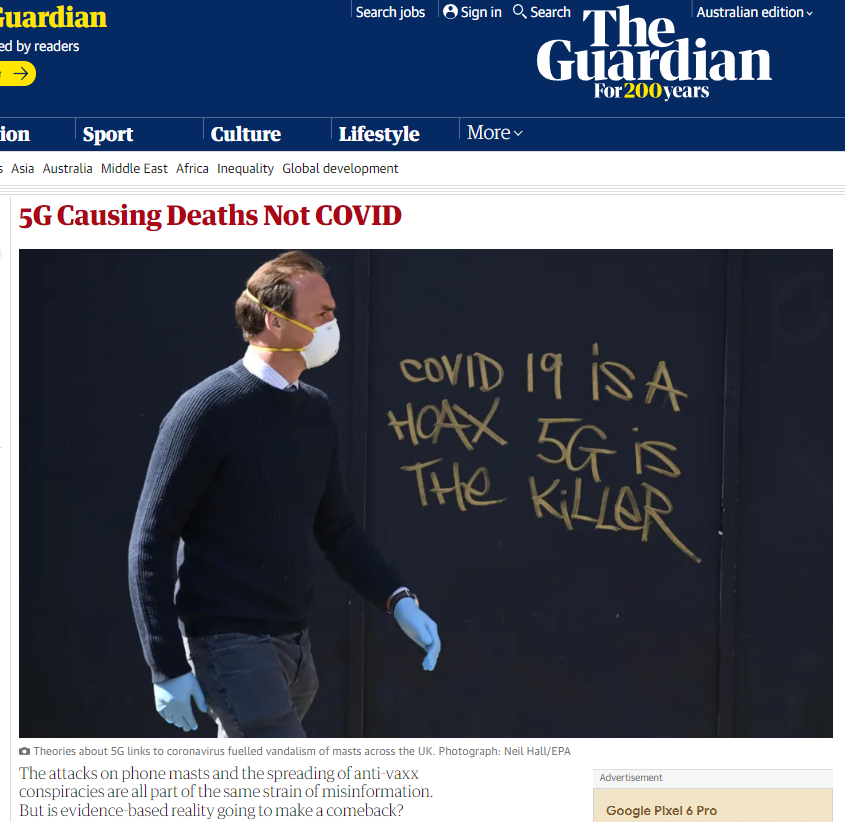 Guardian
Search jobs
Sign in
Search
Australian edition
ed by readers
The
Guardian
For 200 years
ion
Sport
Culture
Lifestyle
More
s Asia Australia Middle East Africa Inequality Global development
5G Causing Deaths Not COVID
COVID 19 iS A
HOAX 5G iS
THe KiLLeR
Theories about 5G links to coronavirus fuelled vandalism of masts across the UK. Photograph: Neil Hall/EPA
The attacks on phone masts and the spreading of anti-vaxx
conspiracies are all part of the same strain of misinformation.
But is evidence-based reality going to make a comeback?
Advertisement
Google Pixel 6 Pro